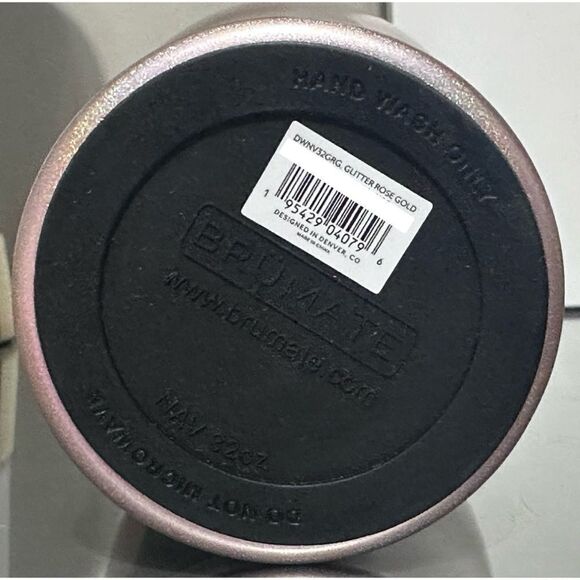 HAND WASH ONLY
DWNV32GRG, GLITTER ROSE GOLD
1 95429 04079 6
DESIGNED IN DENVER, CO
MADE IN CHINA
BRUMATE
www.brumate.com
NAV 32oz
DO NOT MICROWAVE